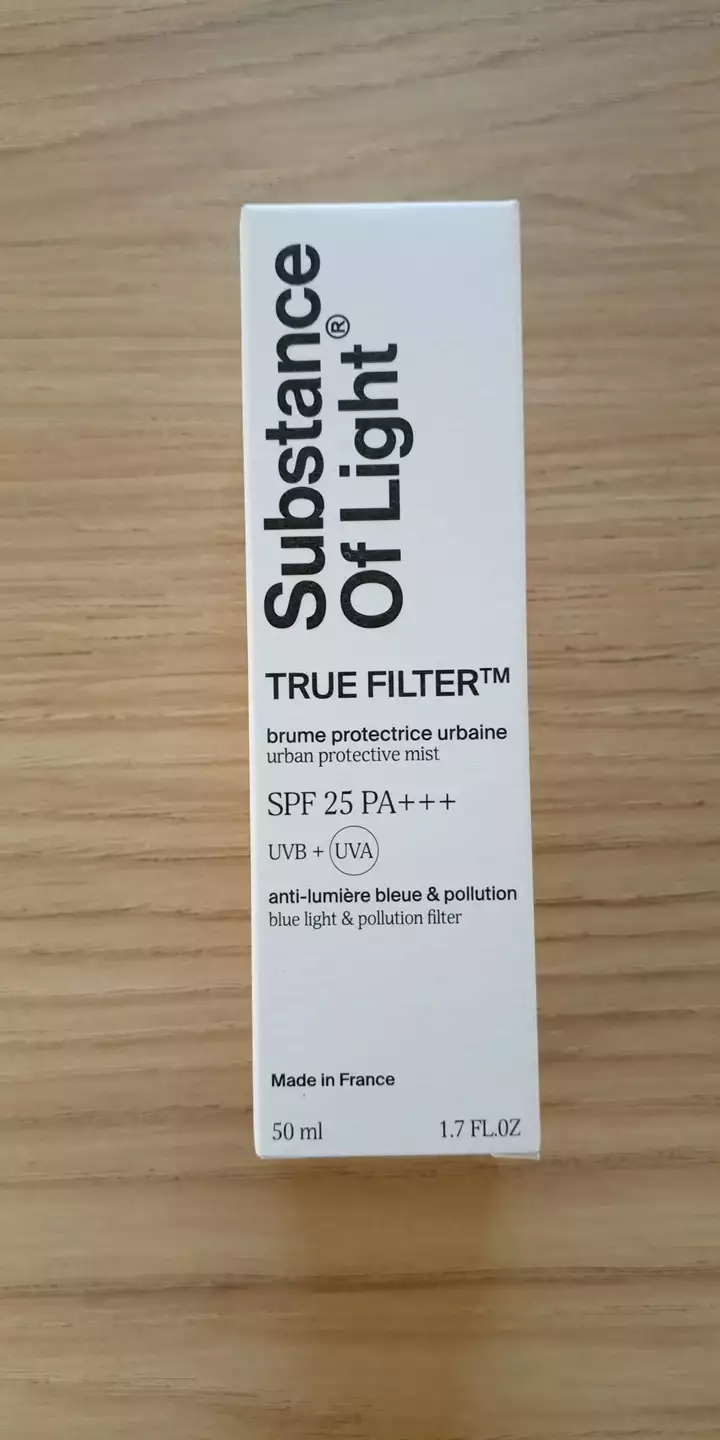 Substance
Of Light®
TRUE FILTER™
brume protectrice urbaine
urban protective mist
SPF 25 PA+++
UVB + UVA
anti-lumière bleue & pollution
blue light & pollution filter
Made in France
50 ml 1.7 FL.OZ